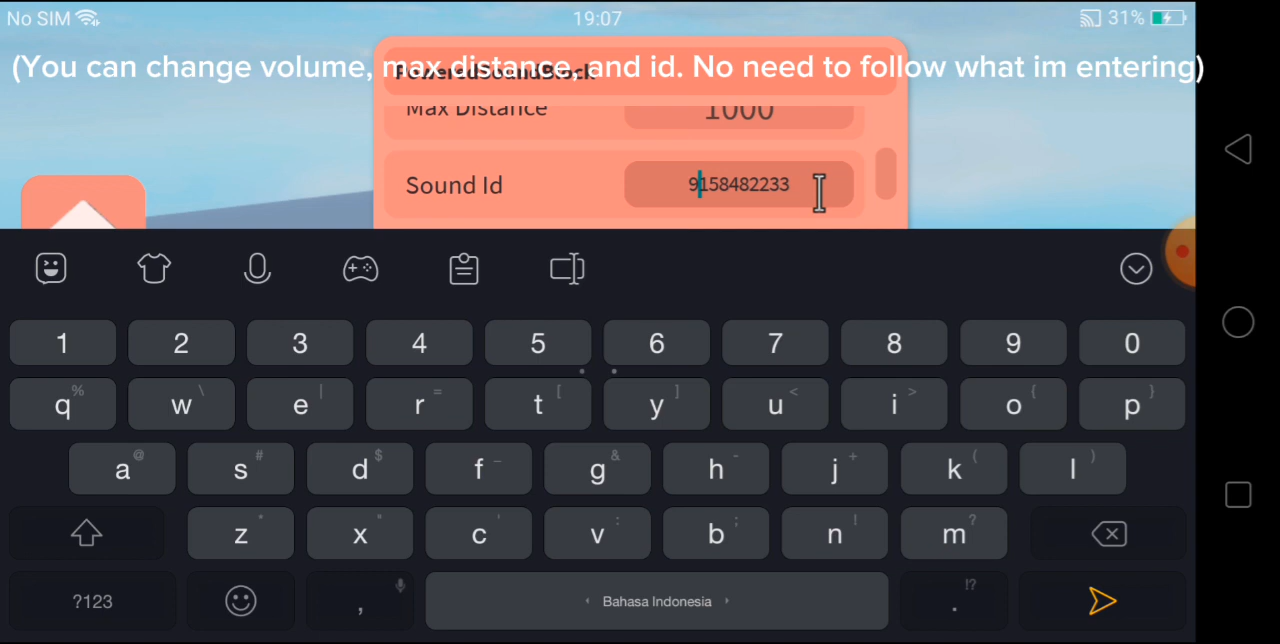 No SIM 19:07 31%
(You can change volume, max distance, and id. No need to follow what im entering)
PoweredSoundBlock
Max Distance 1000
Sound Id 9158482233
1 2 3 4 5 6 7 8 9 0
q % w \ e | r = t [ y ] u < i > o { p }
a @ s # d $ f _ g & h - j + k ( l )
z * x " c ' v : b ; n ! m ?
?123 , Bahasa Indonesia . !?